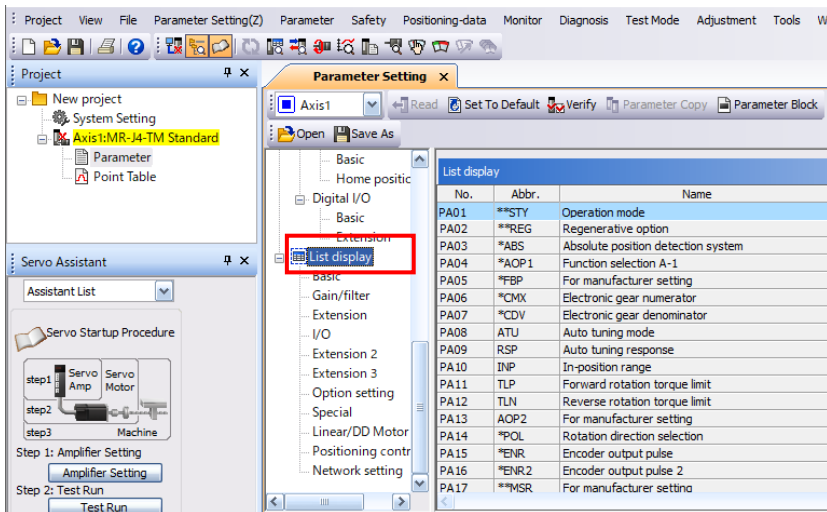 Project View File Parameter Setting(Z) Parameter Safety Positioning-data Monitor Diagnosis Test Mode Adjustment Tools
Project
New project
System Setting
Axis1:MR-J4-TM Standard
Parameter
Point Table
Servo Assistant
Assistant List
Servo Startup Procedure
step1
Servo Amp
Servo Motor
step2
step3
Machine
Step 1: Amplifier Setting
Amplifier Setting
Step 2: Test Run
Test Run
Parameter Setting
Axis1 Read Set To Default Verify Parameter Copy Parameter Block
Open Save As
Basic
Home positic
Digital I/O
Basic
Extension
List display
Basic
Gain/filter
Extension
I/O
Extension 2
Extension 3
Option setting
Special
Linear/DD Motor
Positioning contr
Network setting
List display
No. Abbr. Name
PA01 **STY Operation mode
PA02 **REG Regenerative option
PA03 *ABS Absolute position detection system
PA04 *AOP1 Function selection A-1
PA05 *FBP For manufacturer setting
PA06 *CMX Electronic gear numerator
PA07 *CDV Electronic gear denominator
PA08 ATU Auto tuning mode
PA09 RSP Auto tuning response
PA10 INP In-position range
PA11 TLP Forward rotation torque limit
PA12 TLN Reverse rotation torque limit
PA13 AOP2 For manufacturer setting
PA14 *POL Rotation direction selection
PA15 *ENR Encoder output pulse
PA16 *ENR2 Encoder output pulse 2
PA17 **MSR For manufacturer setting